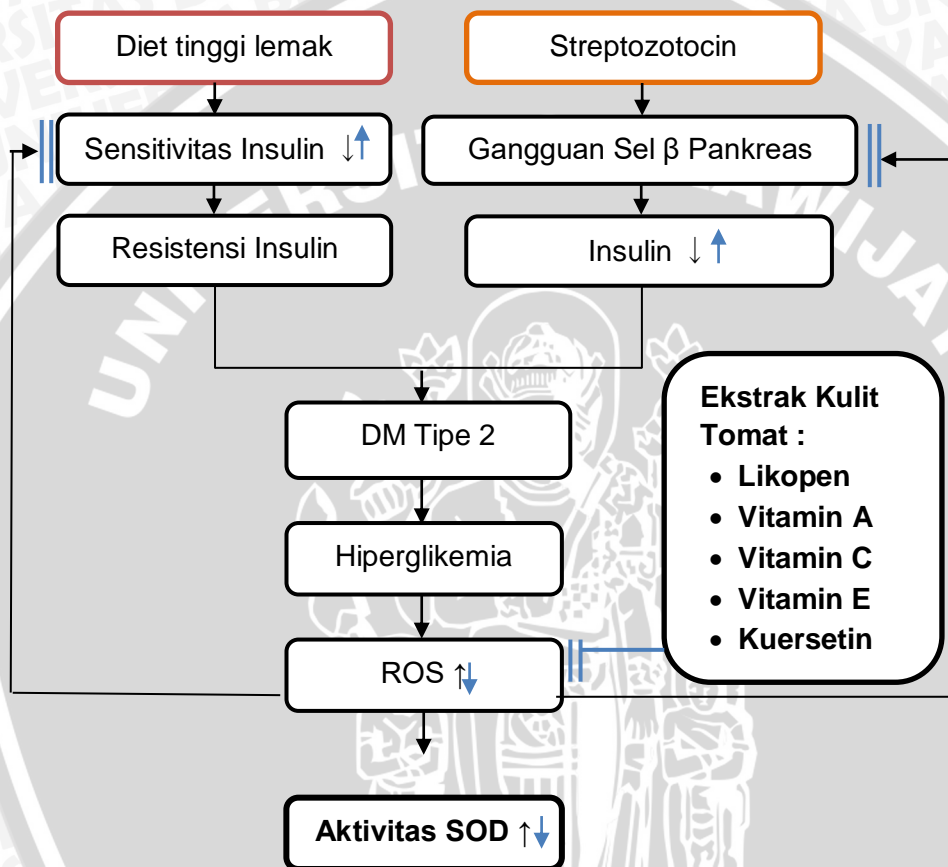 Diet tinggi lemak
Streptozotocin
Sensitivitas Insulin ↓↑
Gangguan Sel β Pankreas
Resistensi Insulin
Insulin ↓↑
DM Tipe 2
Hiperglikemia
ROS ↑↓
Aktivitas SOD ↑↓
Ekstrak Kulit
Tomat :
• Likopen
• Vitamin A
• Vitamin C
• Vitamin E
• Kuersetin